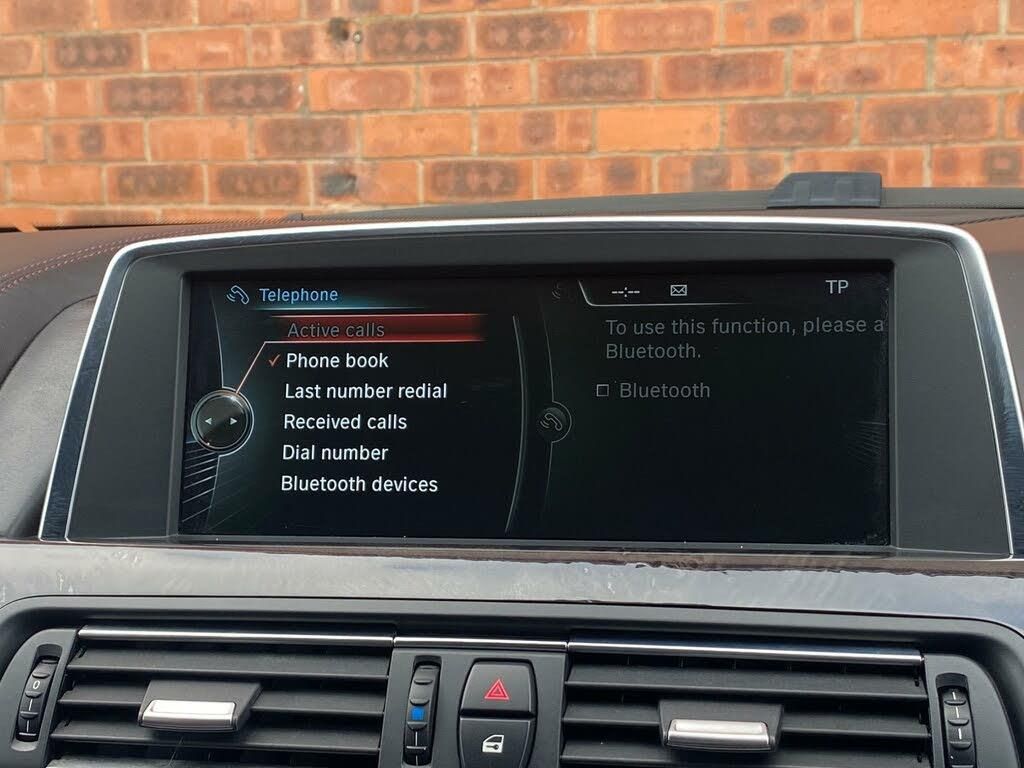 Telephone
Active calls
Phone book
Last number redial
Received calls
Dial number
Bluetooth devices
--:--
TP
To use this function, please a
Bluetooth.
Bluetooth
0